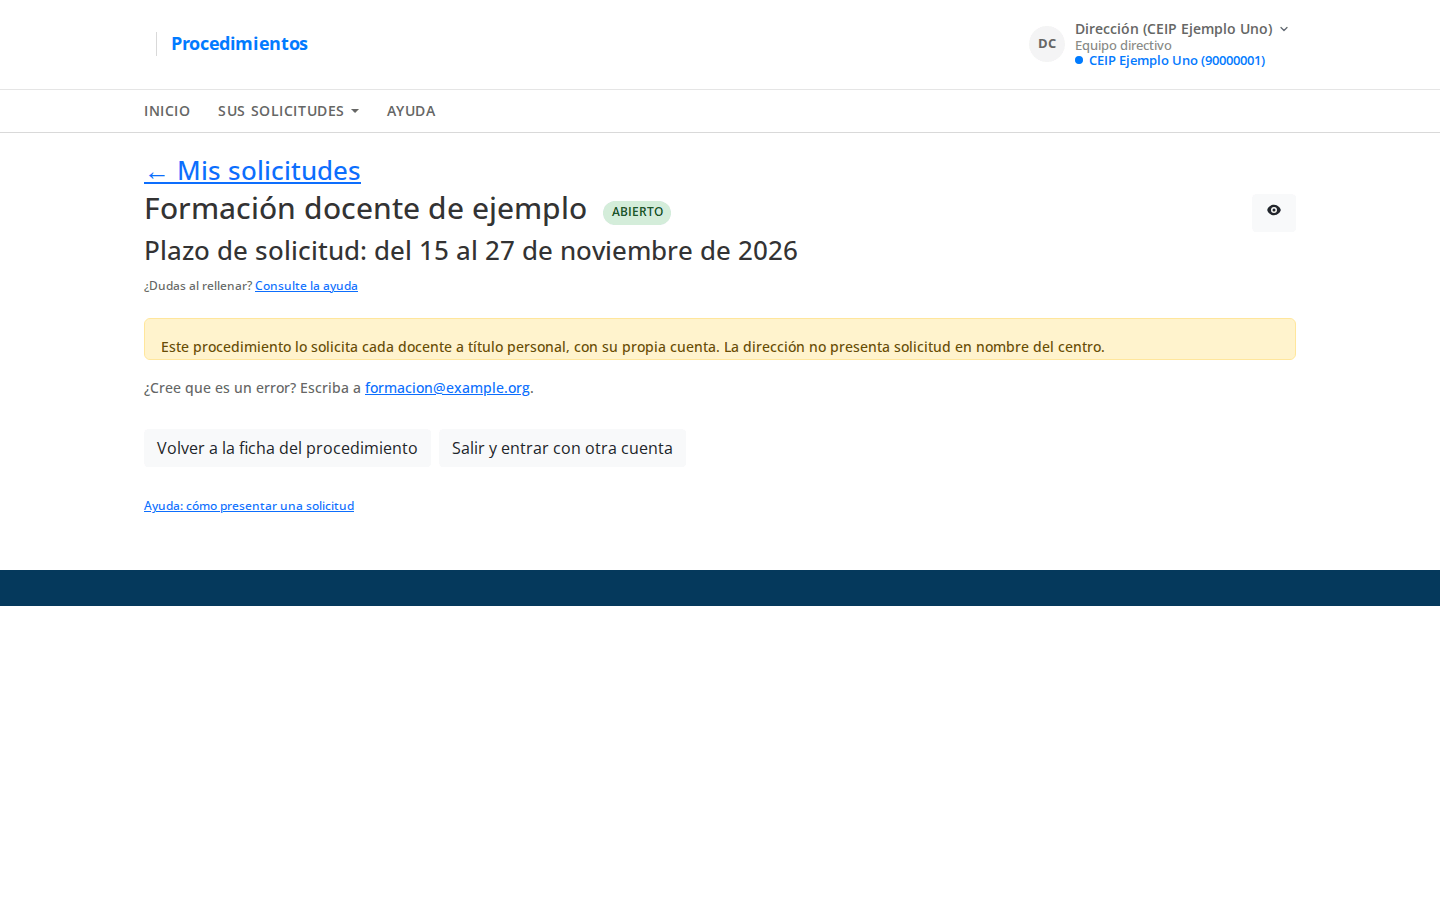 Procedimientos
DC
Dirección (CEIP Ejemplo Uno)
Equipo directivo
CEIP Ejemplo Uno (90000001)
INICIO
SUS SOLICITUDES
AYUDA
← Mis solicitudes
Formación docente de ejemplo
ABIERTO
Plazo de solicitud: del 15 al 27 de noviembre de 2026
¿Dudas al rellenar? Consulte la ayuda
Este procedimiento lo solicita cada docente a título personal, con su propia cuenta. La dirección no presenta solicitud en nombre del centro.
¿Cree que es un error? Escriba a formacion@example.org.
Volver a la ficha del procedimiento
Salir y entrar con otra cuenta
Ayuda: cómo presentar una solicitud